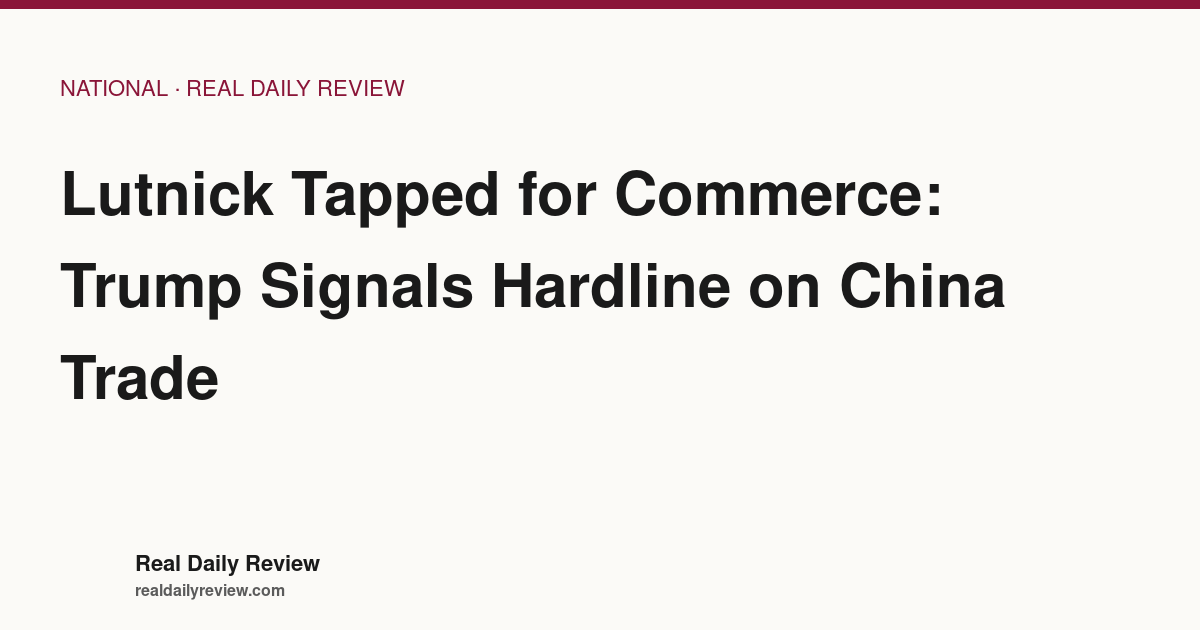 NATIONAL · REAL DAILY REVIEW
Lutnick Tapped for Commerce:
Trump Signals Hardline on China
Trade
Real Daily Review
realdailyreview.com